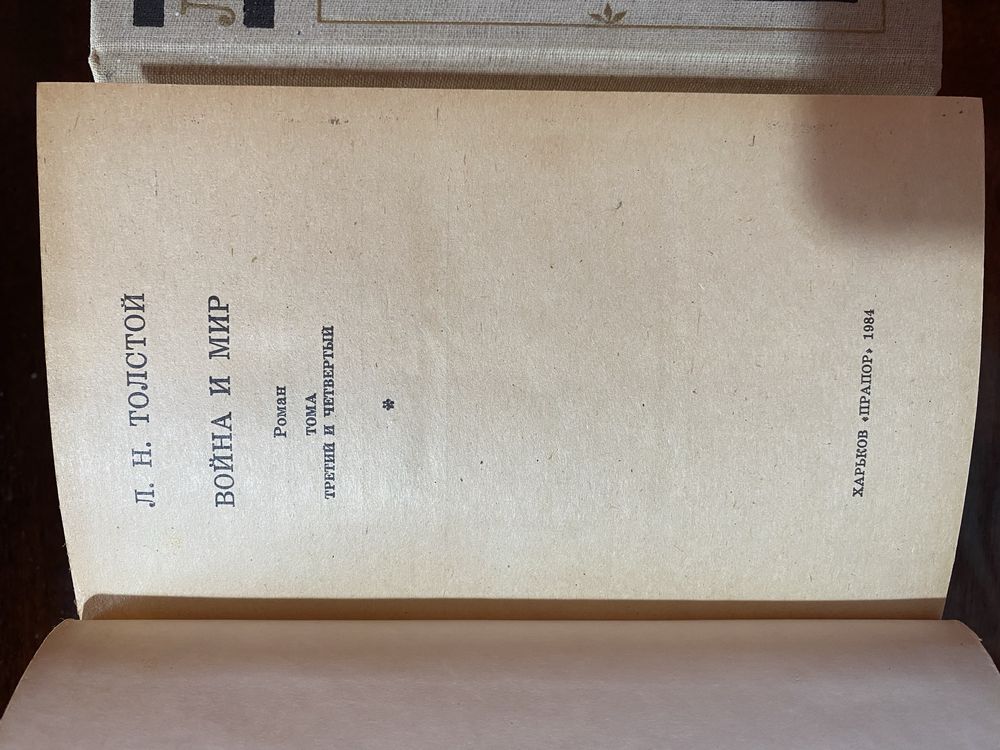 Л. Н. ТОЛСТОЙ
ВОЙНА И МИР
Роман
ТОМА
ТРЕТИЙ И ЧЕТВЕРТЫЙ
*
ХАРЬКОВ «ПРАПОР» 1984